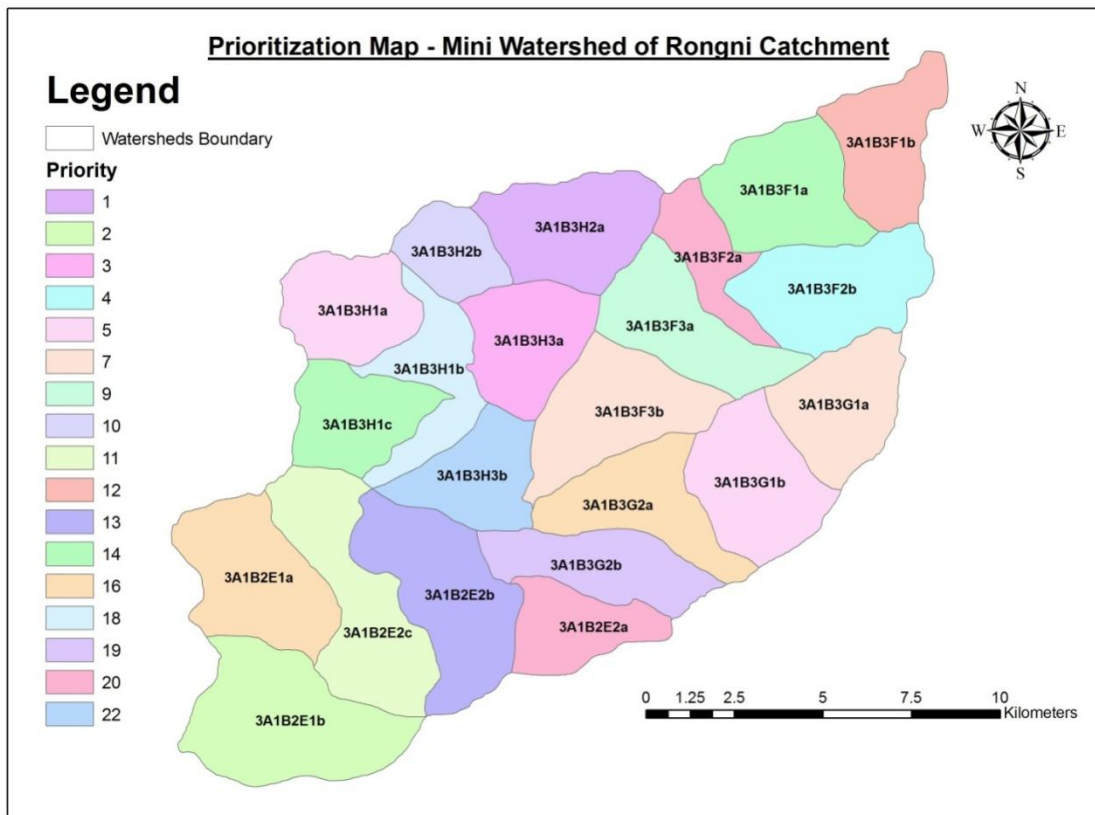 Prioritization Map - Mini Watershed of Rongni Catchment
Legend
Watersheds Boundary
Priority
1
2
3
4
5
7
9
10
11
12
13
14
16
18
19
20
22
N
W E
S
3A1B3F1b
3A1B3F1a
3A1B3H2a
3A1B3H2b
3A1B3F2a
3A1B3F2b
3A1B3H1a
3A1B3F3a
3A1B3H3a
3A1B3H1b
3A1B3G1a
3A1B3F3b
3A1B3H1c
3A1B3H3b
3A1B3G1b
3A1B3G2a
3A1B3G2b
3A1B2E1a
3A1B2E2b
3A1B2E2a
3A1B2E2c
3A1B2E1b
0 1.25 2.5 5 7.5 10
Kilometers